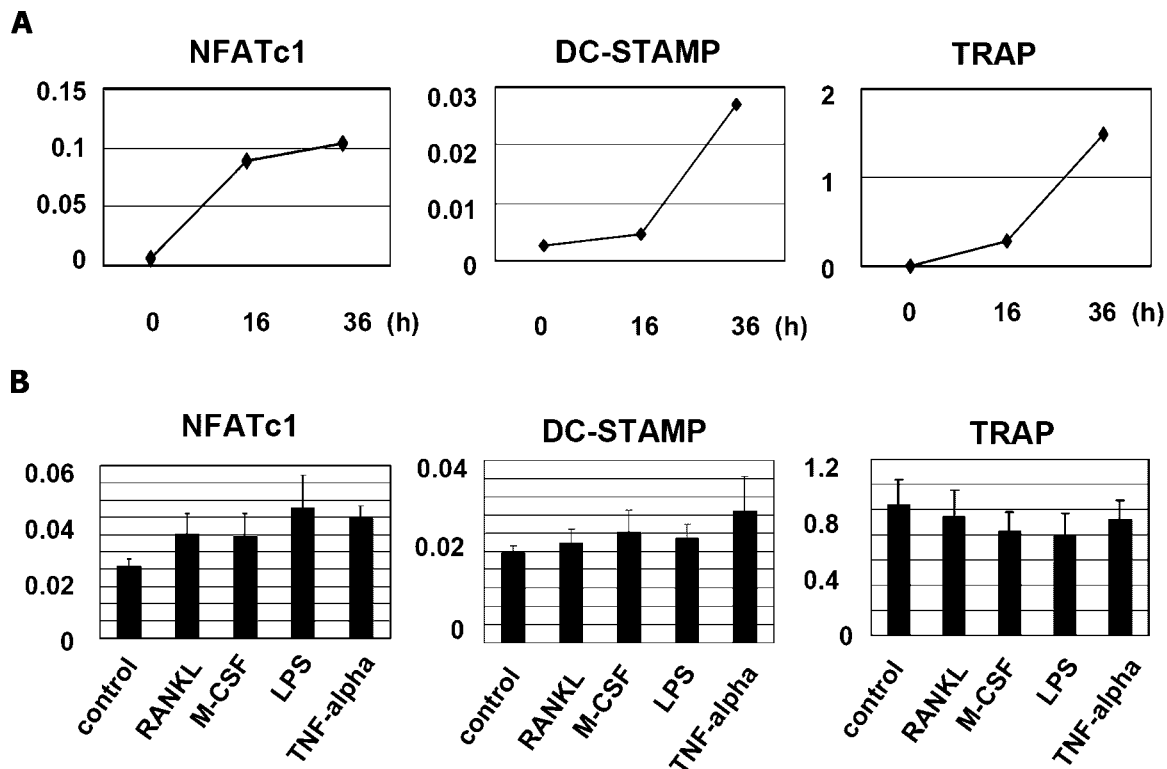 A
NFATc1
DC-STAMP
TRAP
0.15
0.1
0.05
0
0 16 36 (h)
0.03
0.02
0.01
0
0 16 36 (h)
2
1
0
0 16 36 (h)
B
NFATc1
DC-STAMP
TRAP
0.06
0.04
0.02
0
control RANKL M-CSF LPS TNF-alpha
0.04
0.02
0
control RANKL M-CSF LPS TNF-alpha
1.2
0.8
0.4
0
control RANKL M-CSF LPS TNF-alpha